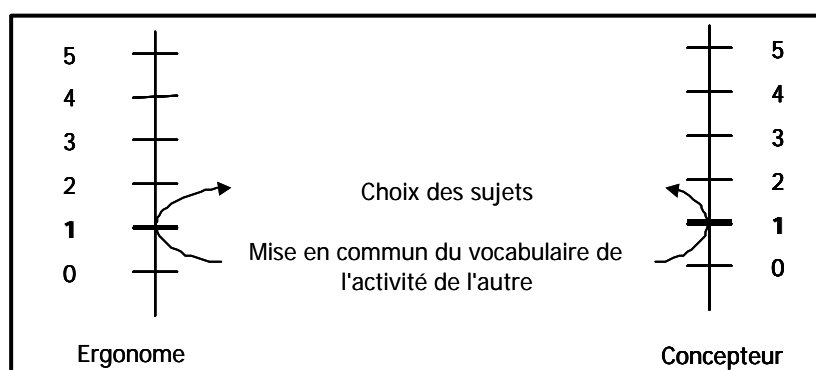 5 5
4 4
3 3
2 Choix des sujets 2
1 1
Mise en commun du vocabulaire de
l'activité de l'autre
0 0
Ergonome Concepteur